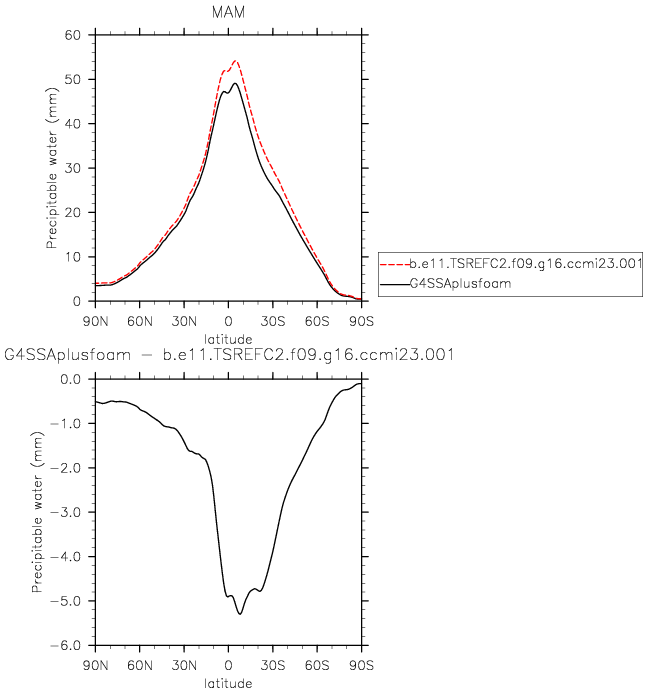 MAM
60
50
40
30
20
10
0
Precipitable water (mm)
90N 60N 30N 0 30S 60S 90S
latitude
b.e11.TSREFC2.f09.g16.ccmi23.001
G4SSAplusfoam
G4SSAplusfoam − b.e11.TSREFC2.f09.g16.ccmi23.001
0.0
−1.0
−2.0
−3.0
−4.0
−5.0
−6.0
Precipitable water (mm)
90N 60N 30N 0 30S 60S 90S
latitude